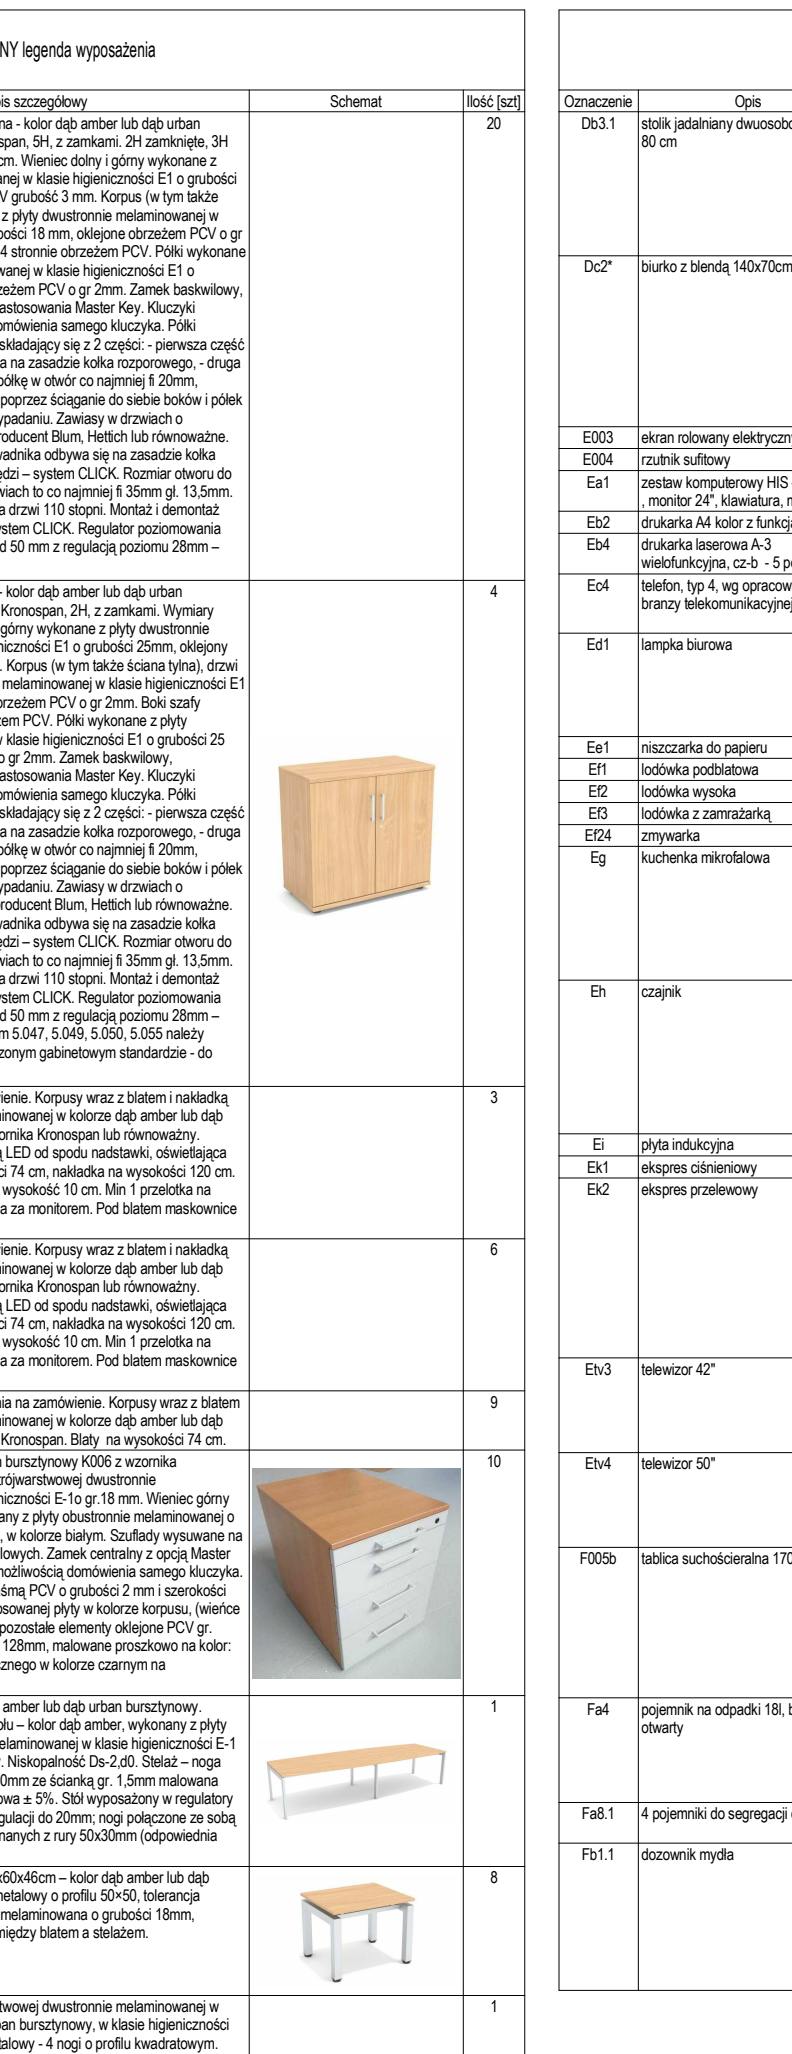 NY legenda wyposażenia
is szczegółowy Schemat Ilość [szt]
na - kolor dąb amber lub dąb urban 20
span, 5H, z zamkami. 2H zamknięte, 3H
cm. Wieniec dolny i górny wykonane z
anej w klasie higieniczności E1 o grubości
V grubość 3 mm. Korpus (w tym także
z płyty dwustronnie melaminowanej w
bości 18 mm, oklejone obrzeżem PCV o gr
4 stronnie obrzeżem PCV. Półki wykonane
wanej w klasie higieniczności E1 o
zeżem PCV o gr 2mm. Zamek baskwilowy,
astosowania Master Key. Kluczyki
omówienia samego kluczyka. Półki
składający się z 2 części: - pierwsza część
a na zasadzie kołka rozporowego, - druga
półkę w otwór co najmniej fi 20mm,
poprzez ściąganie do siebie boków i półek
ypadaniu. Zawiasy w drzwiach o
roducent Blum, Hettich lub równoważne.
vadnika odbywa się na zasadzie kołka
ędzi – system CLICK. Rozmiar otworu do
wiach to co najmniej fi 35mm gł. 13,5mm.
a drzwi 110 stopni. Montaż i demontaż
ystem CLICK. Regulator poziomowania
d 50 mm z regulacją poziomu 28mm –
- kolor dąb amber lub dąb urban 4
Kronospan, 2H, z zamkami. Wymiary
górny wykonane z płyty dwustronnie
niczności E1 o grubości 25mm, oklejony
. Korpus (w tym także ściana tylna), drzwi
melaminowanej w klasie higieniczności E1
orzeżem PCV o gr 2mm. Boki szafy
em PCV. Półki wykonane z płyty
w klasie higieniczności E1 o grubości 25
o gr 2mm. Zamek baskwilowy,
astosowania Master Key. Kluczyki
omówienia samego kluczyka. Półki
składający się z 2 części: - pierwsza część
a na zasadzie kołka rozporowego, - druga
półkę w otwór co najmniej fi 20mm,
poprzez ściąganie do siebie boków i półek
ypadaniu. Zawiasy w drzwiach o
producent Blum, Hettich lub równoważne.
vadnika odbywa się na zasadzie kołka
ędzi – system CLICK. Rozmiar otworu do
wiach to co najmniej fi 35mm gł. 13,5mm.
a drzwi 110 stopni. Montaż i demontaż
ystem CLICK. Regulator poziomowania
d 50 mm z regulacją poziomu 28mm –
m 5.047, 5.049, 5.050, 5.055 należy
zonym gabinetowym standardzie - do
ienie. Korpusy wraz z blatem i nakładką 3
inowanej w kolorze dąb amber lub dąb
ornika Kronospan lub równoważny.
ą LED od spodu nadstawki, oświetlająca
ci 74 cm, nakładka na wysokości 120 cm.
wysokość 10 cm. Min 1 przelotka na
a za monitorem. Pod blatem maskownice
ienie. Korpusy wraz z blatem i nakładką 6
inowanej w kolorze dąb amber lub dąb
ornika Kronospan lub równoważny.
ą LED od spodu nadstawki, oświetlająca
ci 74 cm, nakładka na wysokości 120 cm.
wysokość 10 cm. Min 1 przelotka na
a za monitorem. Pod blatem maskownice
nia na zamówienie. Korpusy wraz z blatem 9
inowanej w kolorze dąb amber lub dąb
Kronospan. Blaty na wysokości 74 cm.
n bursztynowy K006 z wzornika 10
trójwarstwowej dwustronnie
niczności E-1o gr.18 mm. Wieniec górny
any z płyty obustronnie melaminowanej o
, w kolorze białym. Szuflady wysuwane na
lowych. Zamek centralny z opcją Master
możliwością domówienia samego kluczyka.
aśmą PCV o grubości 2 mm i szerokości
osowanej płyty w kolorze korpusu, (wieńce
pozostałe elementy oklejone PCV gr.
128mm, malowane proszkowo na kolor:
cznego w kolorze czarnym na
amber lub dąb urban bursztynowy. 1
ołu – kolor dąb amber, wykonany z płyty
elaminowanej w klasie higieniczności E-1
. Niskopalność Ds-2,d0. Stelaż – noga
0mm ze ścianką gr. 1,5mm malowana
owa ± 5%. Stół wyposażony w regulatory
gulacji do 20mm; nogi połączone ze sobą
nanych z rury 50x30mm (odpowiednia
x60x46cm – kolor dąb amber lub dąb 8
netalowy o profilu 50×50, tolerancja
melaminowana o grubości 18mm,
między blatem a stelażem.
twowej dwustronnie melaminowanej w 1
ban bursztynowy, w klasie higieniczności
talowy - 4 nogi o profilu kwadratowym.
Oznaczenie Opis
Db3.1 stolik jadalniany dwuosobo
80 cm
Dc2* biurko z blendą 140x70cm
E003 ekran rolowany elektryczn
E004 rzutnik sufitowy
Ea1 zestaw komputerowy HIS
, monitor 24", klawiatura, m
Eb2 drukarka A4 kolor z funkcj
Eb4 drukarka laserowa A-3
wielofunkcyjna, cz-b - 5 po
Ec4 telefon, typ 4, wg opracow
branzy telekomunikacyjnej
Ed1 lampka biurowa
Ee1 niszczarka do papieru
Ef1 lodówka podblatowa
Ef2 lodówka wysoka
Ef3 lodówka z zamrażarką
Ef24 zmywarka
Eg kuchenka mikrofalowa
Eh czajnik
Ei płyta indukcyjna
Ek1 ekspres ciśnieniowy
Ek2 ekspres przelewowy
Etv3 telewizor 42"
Etv4 telewizor 50"
F005b tablica suchościeralna 170
Fa4 pojemnik na odpadki 18l, b
otwarty
Fa8.1 4 pojemniki do segregacji
Fb1.1 dozownik mydła